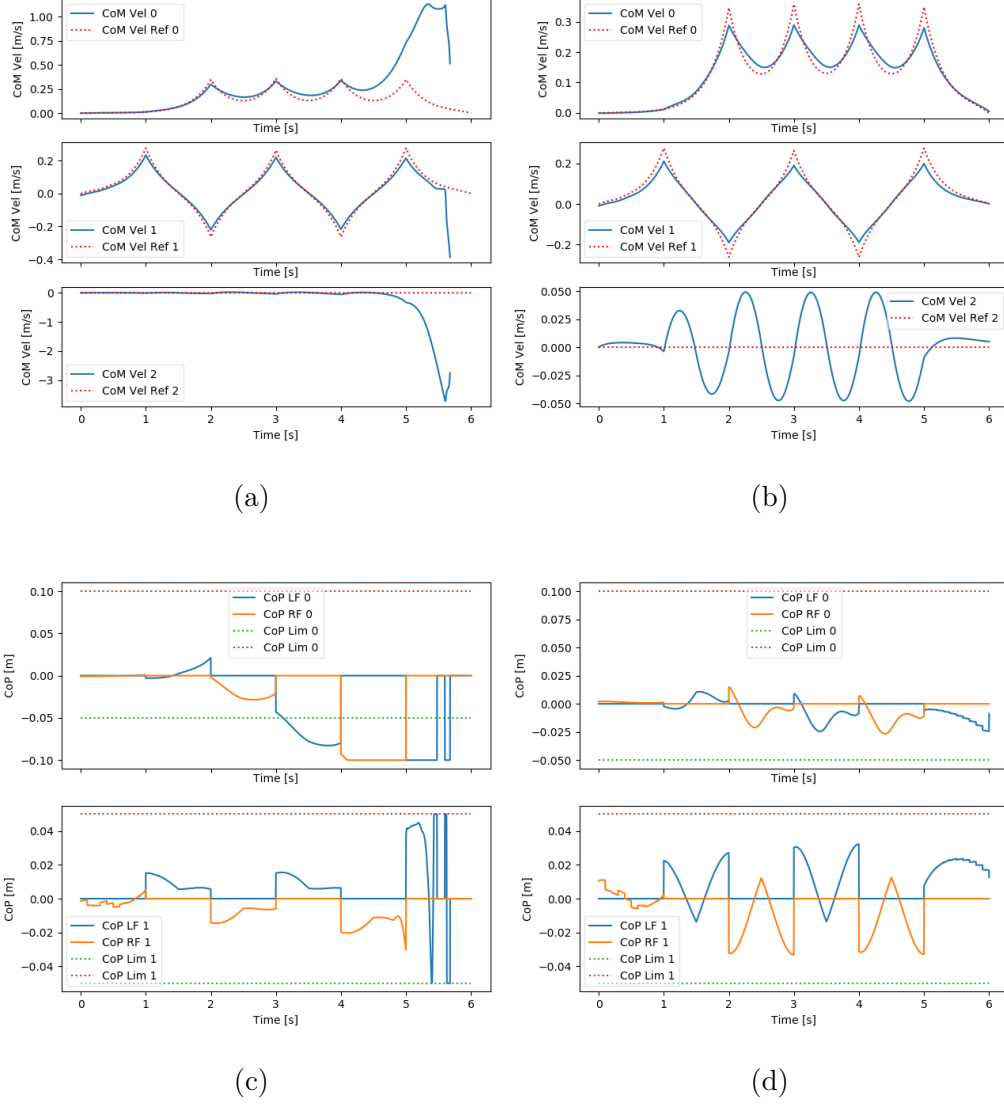 1.00
0.75
0.50
0.25
0.00
CoM Vel [m/s]
CoM Vel 0
CoM Vel Ref 0
Time [s]
0.2
0.0
−0.2
−0.4
CoM Vel [m/s]
CoM Vel 1
CoM Vel Ref 1
Time [s]
0
−1
−2
−3
CoM Vel [m/s]
CoM Vel 2
CoM Vel Ref 2
0 1 2 3 4 5 6
Time [s]
(a)
0.3
0.2
0.1
0.0
CoM Vel [m/s]
CoM Vel 0
CoM Vel Ref 0
Time [s]
0.2
0.0
−0.2
CoM Vel [m/s]
CoM Vel 1
CoM Vel Ref 1
Time [s]
0.050
0.025
0.000
−0.025
−0.050
CoM Vel [m/s]
CoM Vel 2
CoM Vel Ref 2
0 1 2 3 4 5 6
Time [s]
(b)
0.10
0.05
0.00
−0.05
−0.10
CoP [m]
CoP LF 0
CoP RF 0
CoP Lim 0
CoP Lim 0
Time [s]
0.04
0.02
0.00
−0.02
−0.04
CoP [m]
CoP LF 1
CoP RF 1
CoP Lim 1
CoP Lim 1
0 1 2 3 4 5 6
Time [s]
(c)
0.100
0.075
0.050
0.025
0.000
−0.025
−0.050
CoP [m]
CoP LF 0
CoP RF 0
CoP Lim 0
CoP Lim 0
Time [s]
0.04
0.02
0.00
−0.02
−0.04
CoP [m]
CoP LF 1
CoP RF 1
CoP Lim 1
CoP Lim 1
0 1 2 3 4 5 6
Time [s]
(d)